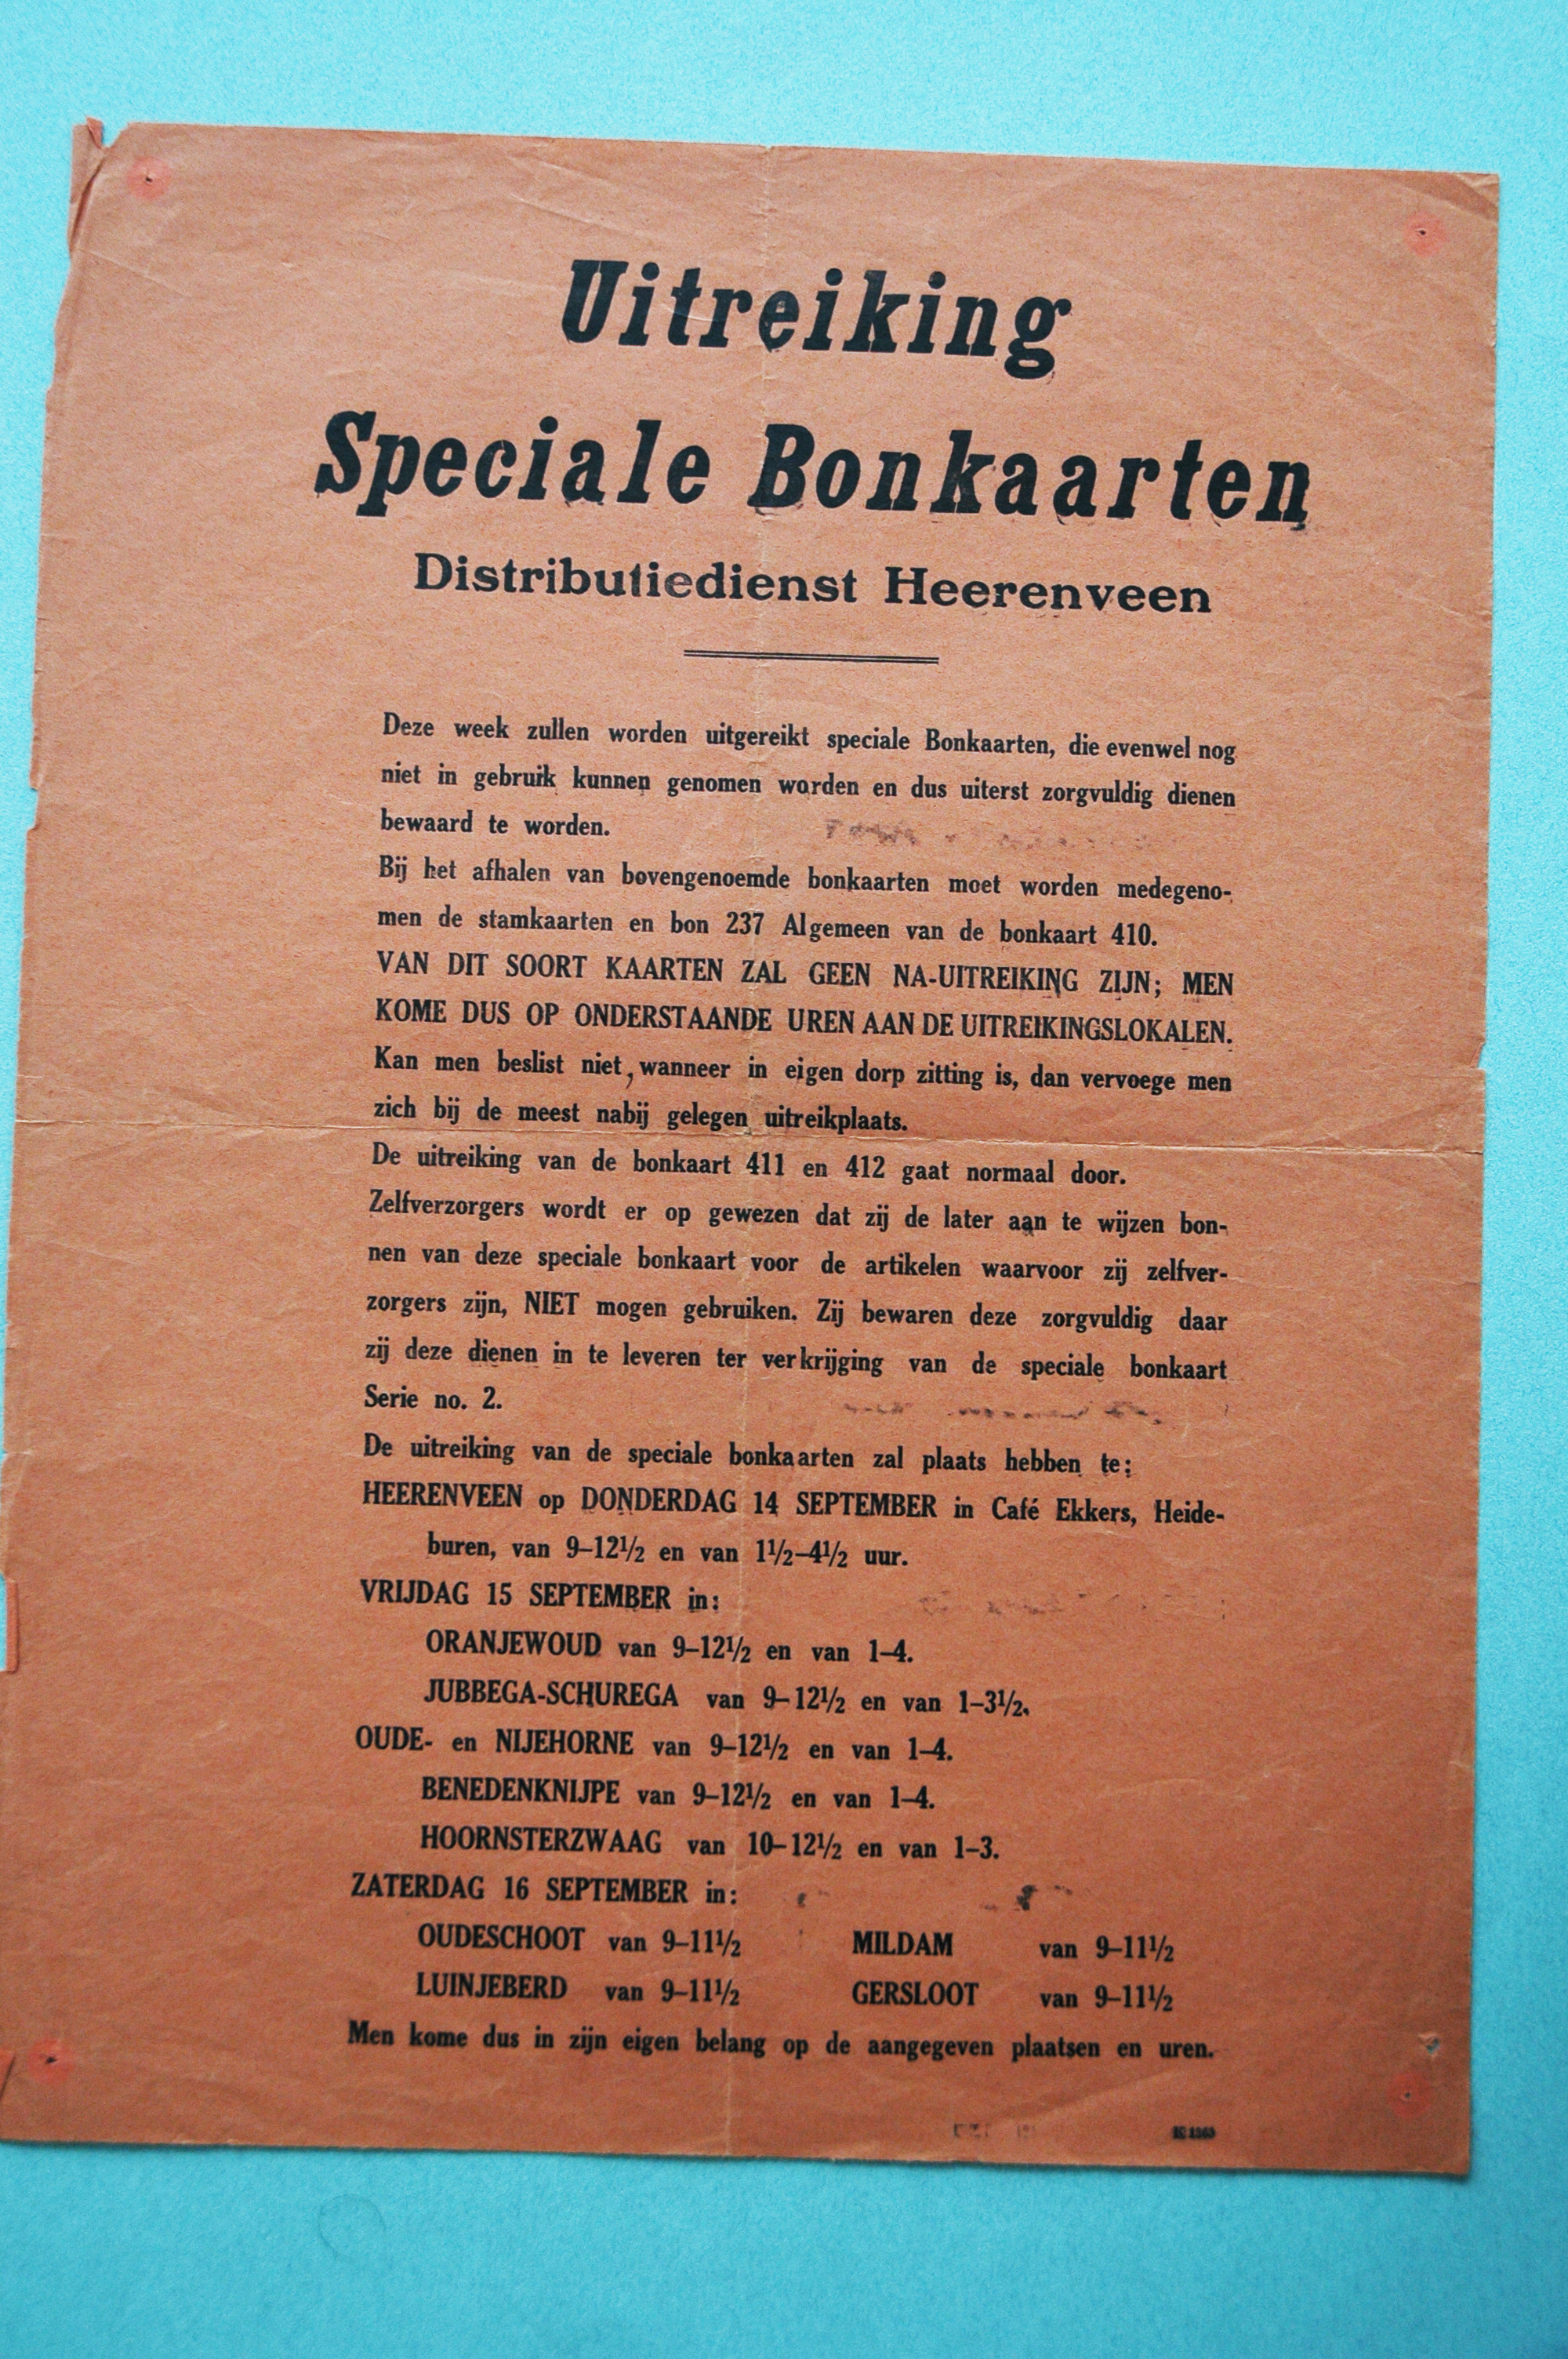 Uitreiking
Speciale Bonkaarten
Distributiedienst Heerenveen
Deze week zullen worden uitgereikt speciale Bonkaarten, die evenwel nog
niet in gebruik kunnen genomen worden en dus uiterst zorgvuldig dienen
bewaard te worden.
Bij het afhalen van bovengenoemde bonkaarten moet worden medegeno-
men de stamkaarten en bon 237 Algemeen van de bonkaart 410.
VAN DIT SOORT KAARTEN ZAL GEEN NA-UITREIKING ZIJN; MEN
KOME DUS OP ONDERSTAANDE UREN AAN DE UITREIKINGSLOKALEN.
Kan men beslist niet, wanneer in eigen dorp zitting is, dan vervoege men
zich bij de meest nabij gelegen uitreikplaats.
De uitreiking van de bonkaart 411 en 412 gaat normaal door.
Zelfverzorgers wordt er op gewezen dat zij de later aan te wijzen bon-
nen van deze speciale bonkaart voor de artikelen waarvoor zij zelfver-
zorgers zijn, NIET mogen gebruiken. Zij bewaren deze zorgvuldig daar
zij deze dienen in te leveren ter verkrijging van de speciale bonkaart
Serie no. 2.
De uitreiking van de speciale bonkaarten zal plaats hebben te:
HEERENVEEN op DONDERDAG 14 SEPTEMBER in Café Ekkers, Heide-
buren, van 9–12½ en van 1½–4½ uur.
VRIJDAG 15 SEPTEMBER in:
ORANJEWOUD van 9–12½ en van 1–4.
JUBBEGA-SCHUREGA van 9–12½ en van 1–3½.
OUDE- en NIJEHORNE van 9–12½ en van 1–4.
BENEDENKNIJPE van 9–12½ en van 1–4.
HOORNSTERZWAAG van 10–12½ en van 1–3.
ZATERDAG 16 SEPTEMBER in:
OUDESCHOOT van 9–11½ MILDAM van 9–11½
LUINJEBERD van 9–11½ GERSLOOT van 9–11½
Men kome dus in zijn eigen belang op de aangegeven plaatsen en uren.